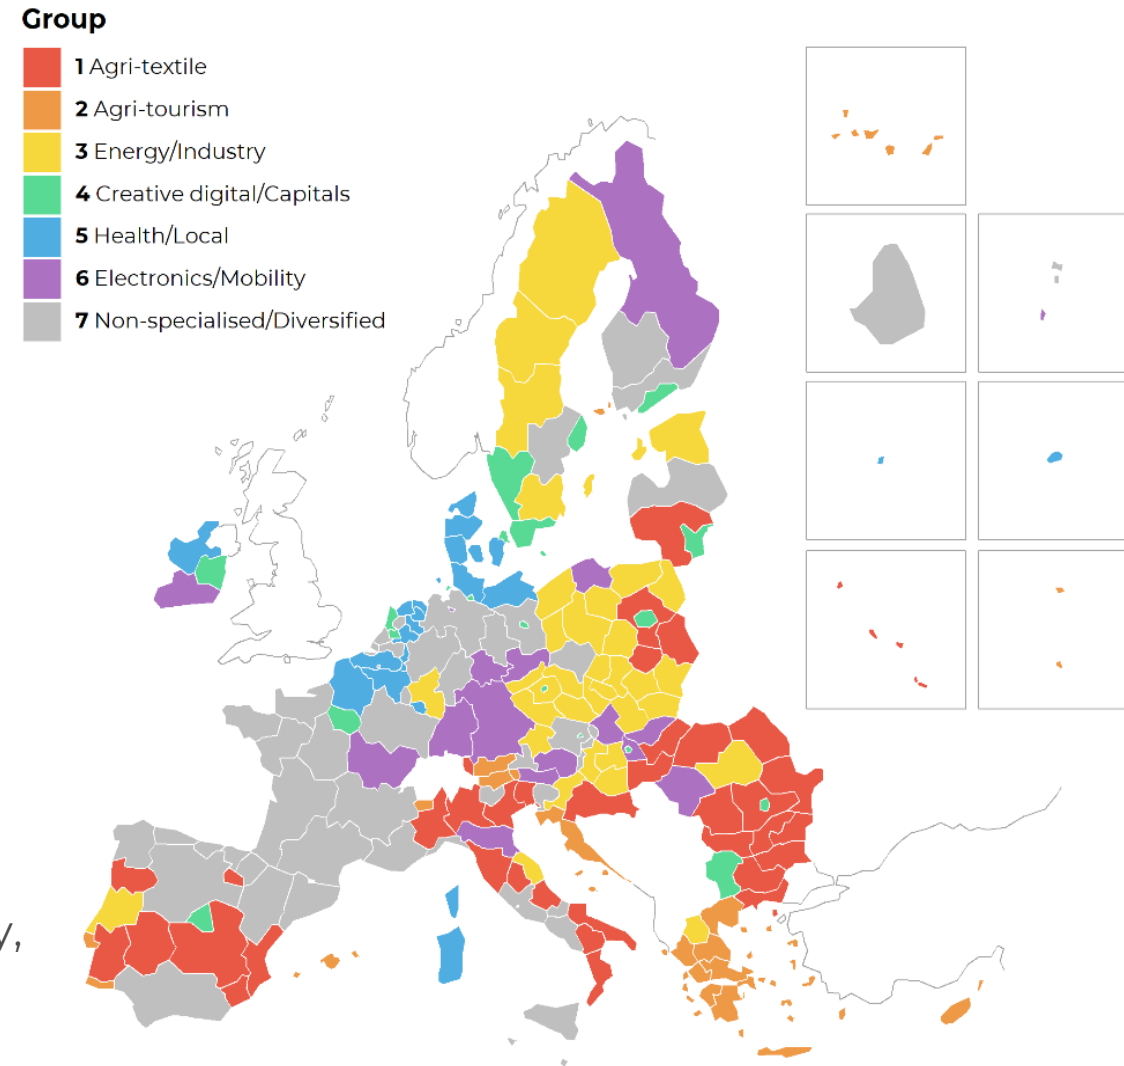 Group
1 Agri-textile
2 Agri-tourism
3 Energy/Industry
4 Creative digital/Capitals
5 Health/Local
6 Electronics/Mobility
7 Non-specialised/Diversified
y,